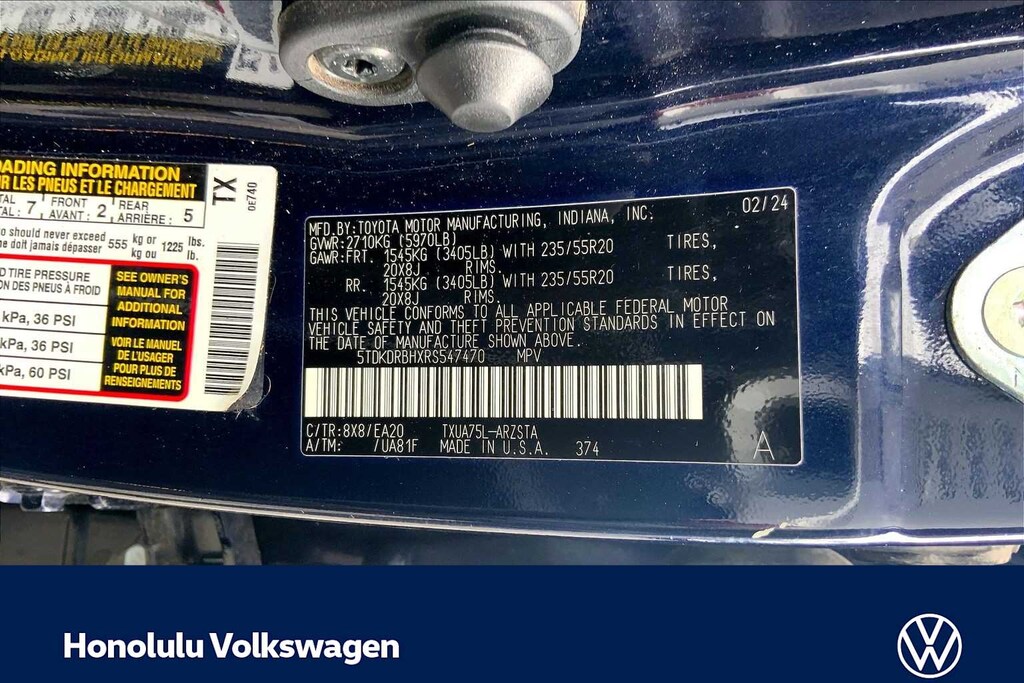 OADING INFORMATION
R LES PNEUS ET LE CHARGEMENT
TAL: 7 FRONT AVANT: 2 REAR ARRIÈRE: 5
should never exceed 555 kg or 1225 lbs.
ne doit jamais dépasser kg ou lb.
TIRE PRESSURE
ON DES PNEUS À FROID
kPa, 36 PSI
kPa, 36 PSI
kPa, 60 PSI
SEE OWNER'S
MANUAL FOR
ADDITIONAL
INFORMATION
VOIR LE MANUEL
DE L'USAGER
POUR PLUS DE
RENSEIGNEMENTS
TX
0E740
MFD.BY:TOYOTA MOTOR MANUFACTURING, INDIANA, INC. 02/24
GVWR:2710KG (5970LB)
GAWR:FRT. 1545KG (3405LB) WITH 235/55R20 TIRES,
20X8J RIMS.
RR. 1545KG (3405LB) WITH 235/55R20 TIRES,
20X8J RIMS.
THIS VEHICLE CONFORMS TO ALL APPLICABLE FEDERAL MOTOR
VEHICLE SAFETY AND THEFT PREVENTION STANDARDS IN EFFECT ON
THE DATE OF MANUFACTURE SHOWN ABOVE.
5TDKDRBHXRS547470 MPV
C/TR:8X8/EA20 TXUA75L-ARZSTA
A/TM: /UA81F MADE IN U.S.A. 374 A
Honolulu Volkswagen